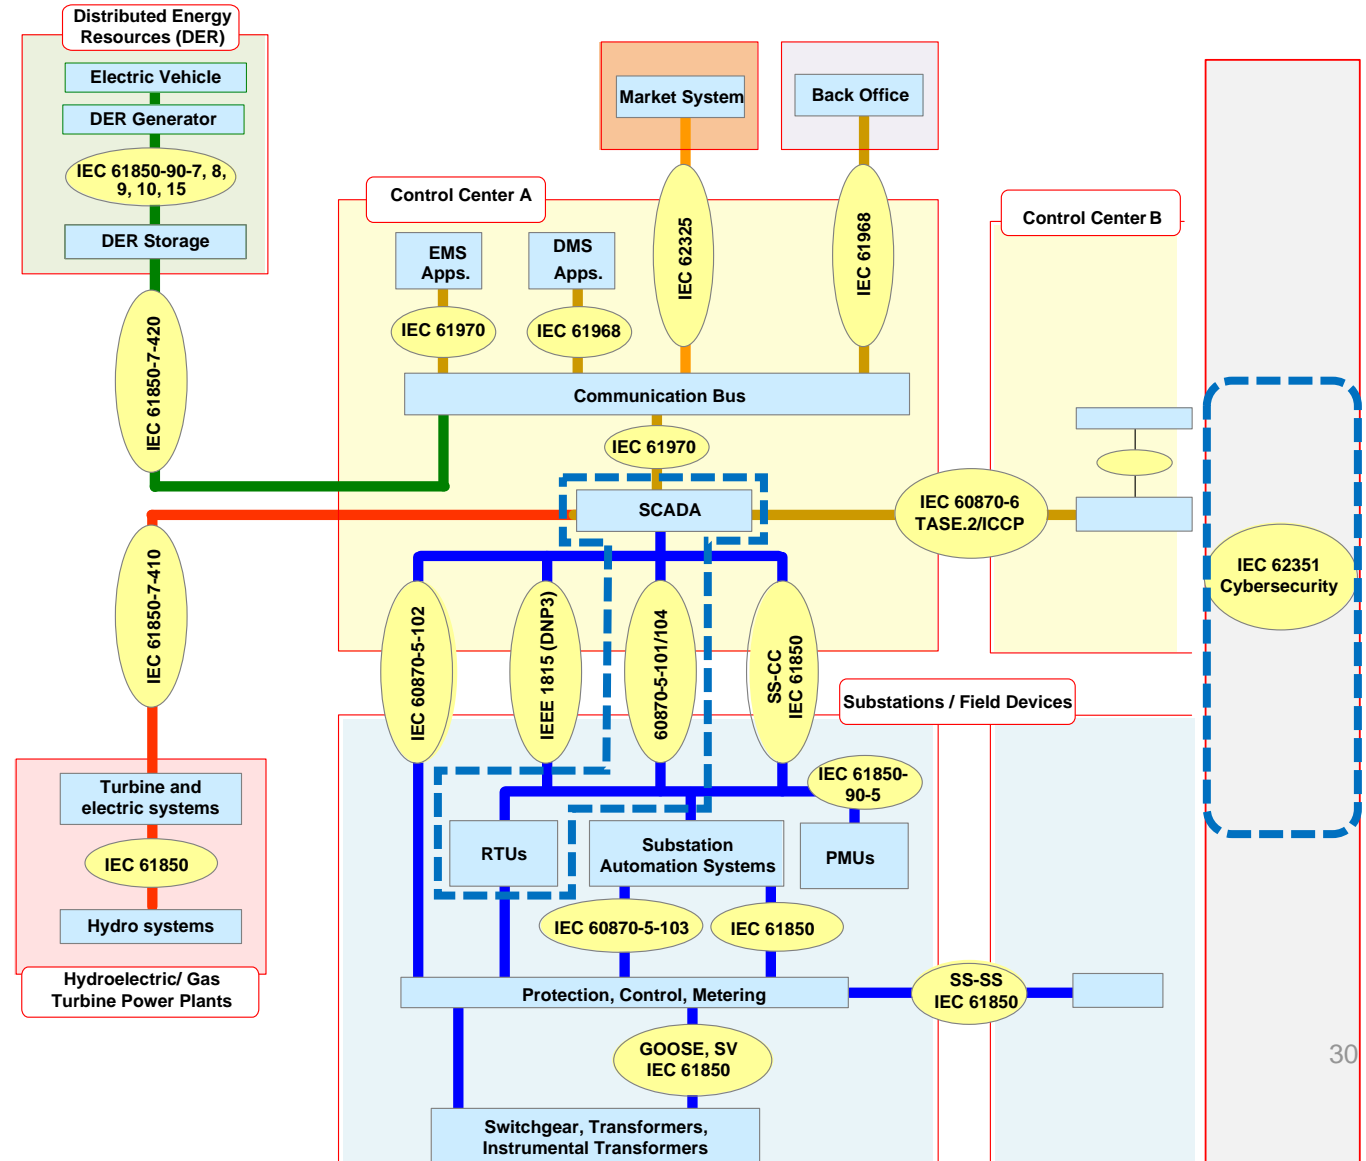 Distributed Energy
Resources (DER)
Electric Vehicle
DER Generator
IEC 61850-90-7, 8,
9, 10, 15
DER Storage
IEC 61850-7-420
Market System
Back Office
IEC 62325
IEC 61968
Control Center A
EMS
Apps.
DMS
Apps.
IEC 61970
IEC 61968
Communication Bus
IEC 61970
SCADA
IEC 60870-6
TASE.2/ICCP
Control Center B
IEC 62351
Cybersecurity
IEC 61850-7-410
IEC 60870-5-102
IEEE 1815 (DNP3)
60870-5-101/104
SS-CC
IEC 61850
Substations / Field Devices
IEC 61850-
90-5
Turbine and
electric systems
IEC 61850
Hydro systems
Hydroelectric/ Gas
Turbine Power Plants
RTUs
Substation
Automation Systems
PMUs
IEC 60870-5-103
IEC 61850
Protection, Control, Metering
SS-SS
IEC 61850
GOOSE, SV
IEC 61850
Switchgear, Transformers,
Instrumental Transformers
30